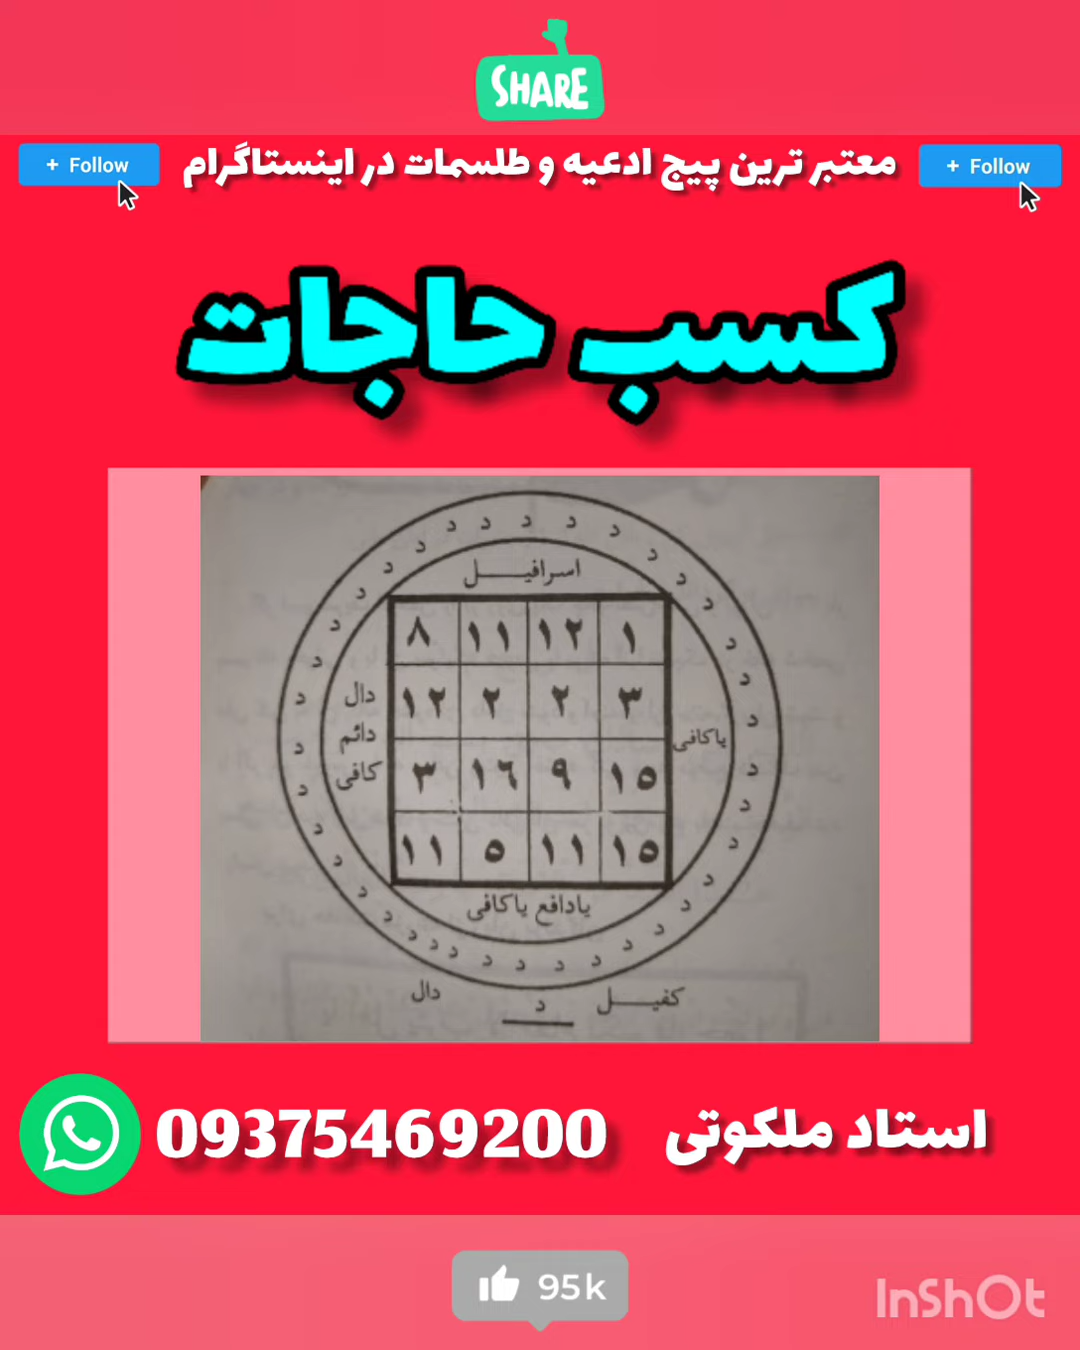 SHARE
+ Follow معتبر ترین پیج ادعیه و طلسمات در اینستاگرام + Follow
کسب حاجات
د د د د د د د د د د د د د د د د د د د د د د د د د د د د د د د د د د د د د د د د
اسرافیل
۸ ۱۱ ۱۲ ۱
۱۲ ۲ ۲ ۳
۳ ۱۶ ۹ ۱۵
۱۱ ۵ ۱۱ ۱۵
دال
دائم
کافی
یاکافی
یادافع یاکافی
کفیل د دال
استاد ملکوتی 09375469200
95k
InShOt